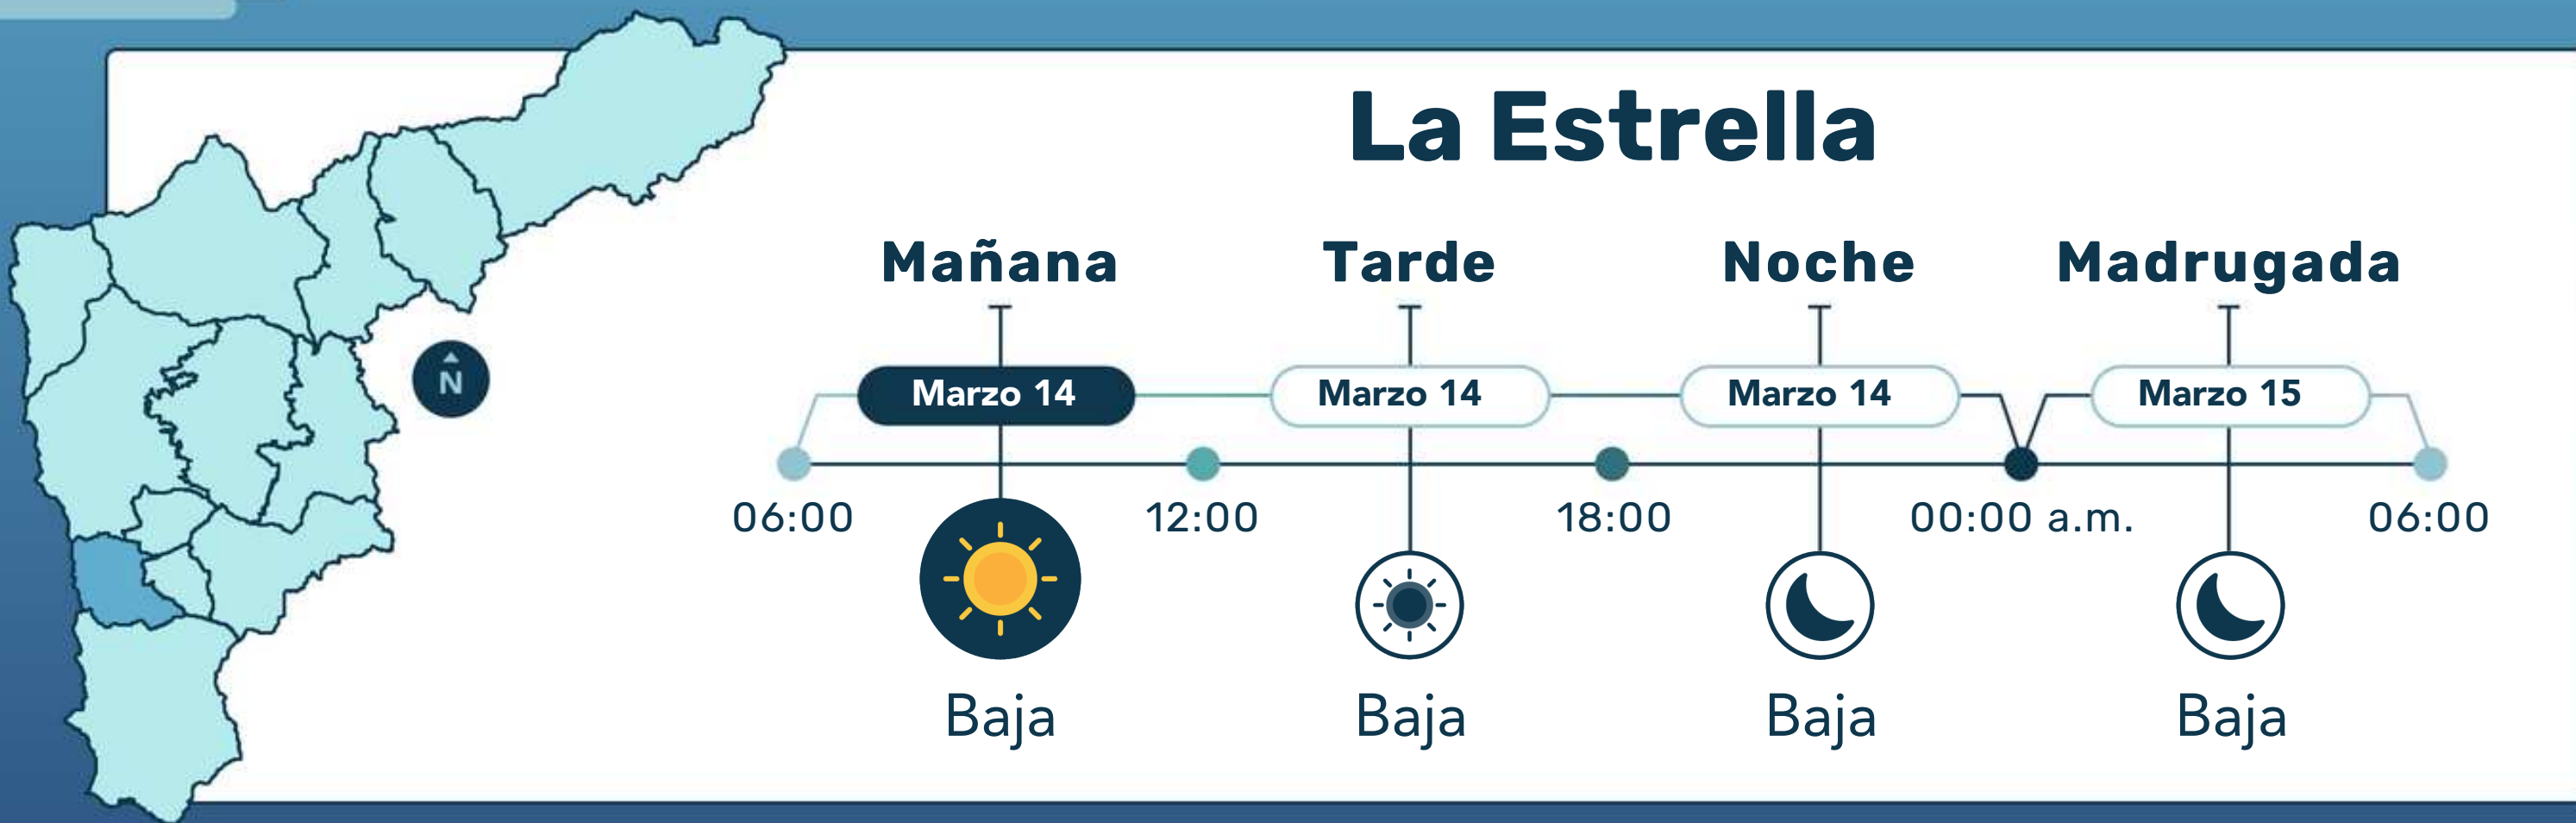 La Estrella
Mañana Tarde Noche Madrugada
N
Marzo 14 Marzo 14 Marzo 14 Marzo 15
06:00 12:00 18:00 00:00 a.m. 06:00
Baja Baja Baja Baja